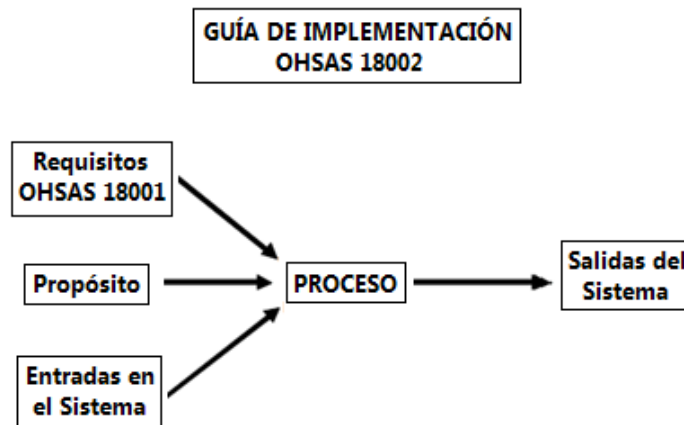 GUÍA DE IMPLEMENTACIÓN
OHSAS 18002
Requisitos
OHSAS 18001
Propósito
PROCESO
Salidas del
Sistema
Entradas en
el Sistema